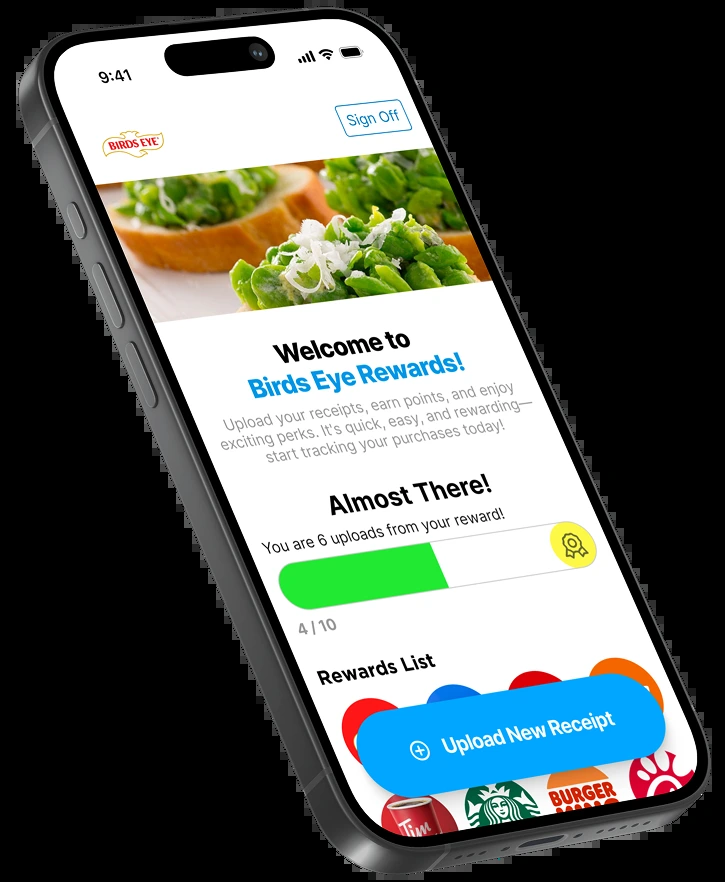 9:41
Sign Off
BIRDS EYE
Welcome to
Birds Eye Rewards!
Upload your receipts, earn points, and enjoy
exciting perks. It's quick, easy, and rewarding—
start tracking your purchases today!
Almost There!
You are 6 uploads from your reward!
4 / 10
Rewards List
Upload New Receipt
Tim
BURGER